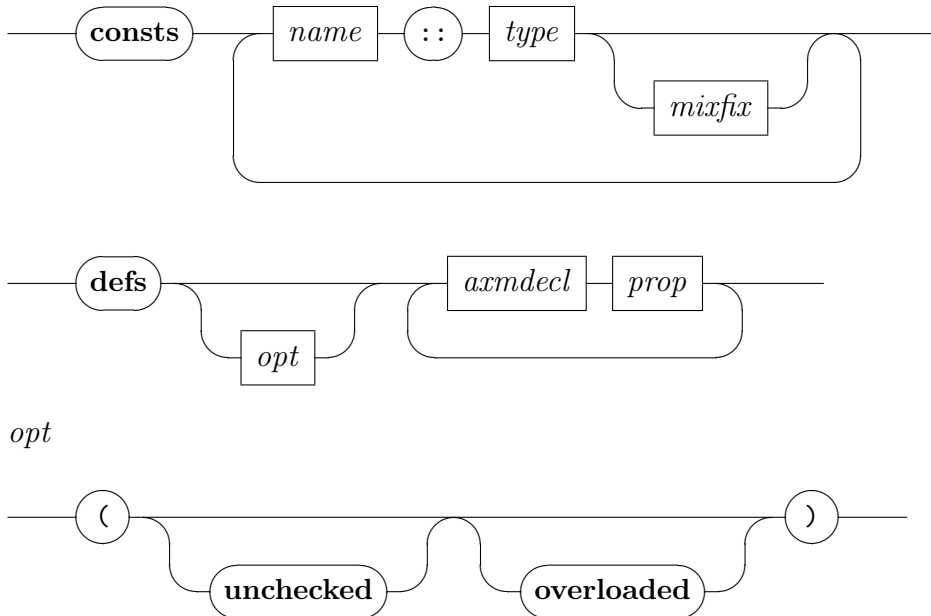 consts name :: type
mixfix
defs axmdecl prop
opt
opt
( )
unchecked overloaded